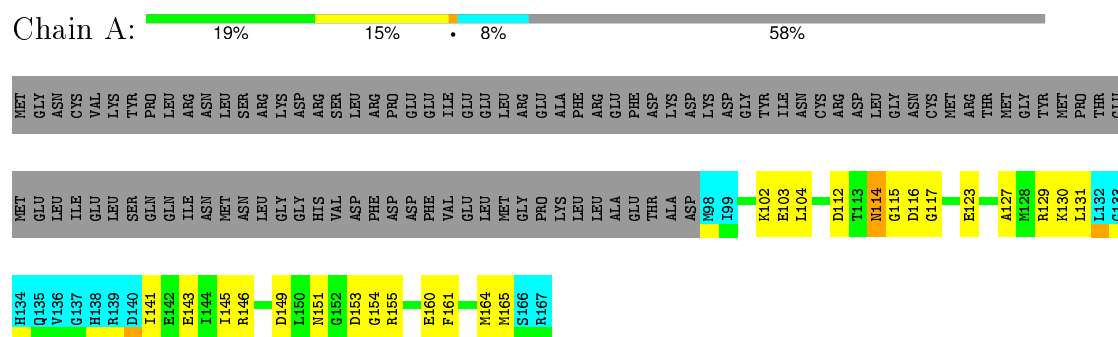 Chain A:
19% 15% • 8% 58%
MET GLY ASN CYS VAL LYS TYR PRO LEU ARG ASN LEU SER ARG LYS ASP ARG SER LEU ARG PRO GLU GLU ILE GLU GLU LEU ARG GLU ALA PHE ARG GLU PHE ASP LYS ASP LYS ASP GLY TYR ILE ASN CYS ARG ASP LEU GLY ASN CYS MET ARG THR MET GLY TYR MET PRO THR GLU
MET GLU LEU ILE GLU LEU SER GLN GLN ILE ASN MET ASN LEU GLY GLY HIS VAL ASP PHE ASP ASP PHE VAL GLU LEU MET GLY PRO LYS LEU LEU ALA GLU THR ALA ASP M98 I99 K102 E103 L104 D112 T113 N114 G115 D116 G117 E123 A127 M128 R129 K130 L131 L132 G133
H134 Q135 V136 G137 H138 R139 D140 I141 E142 E143 I144 I145 R146 D149 L150 N151 G152 D153 G154 R155 E160 F161 M164 M165 S166 R167